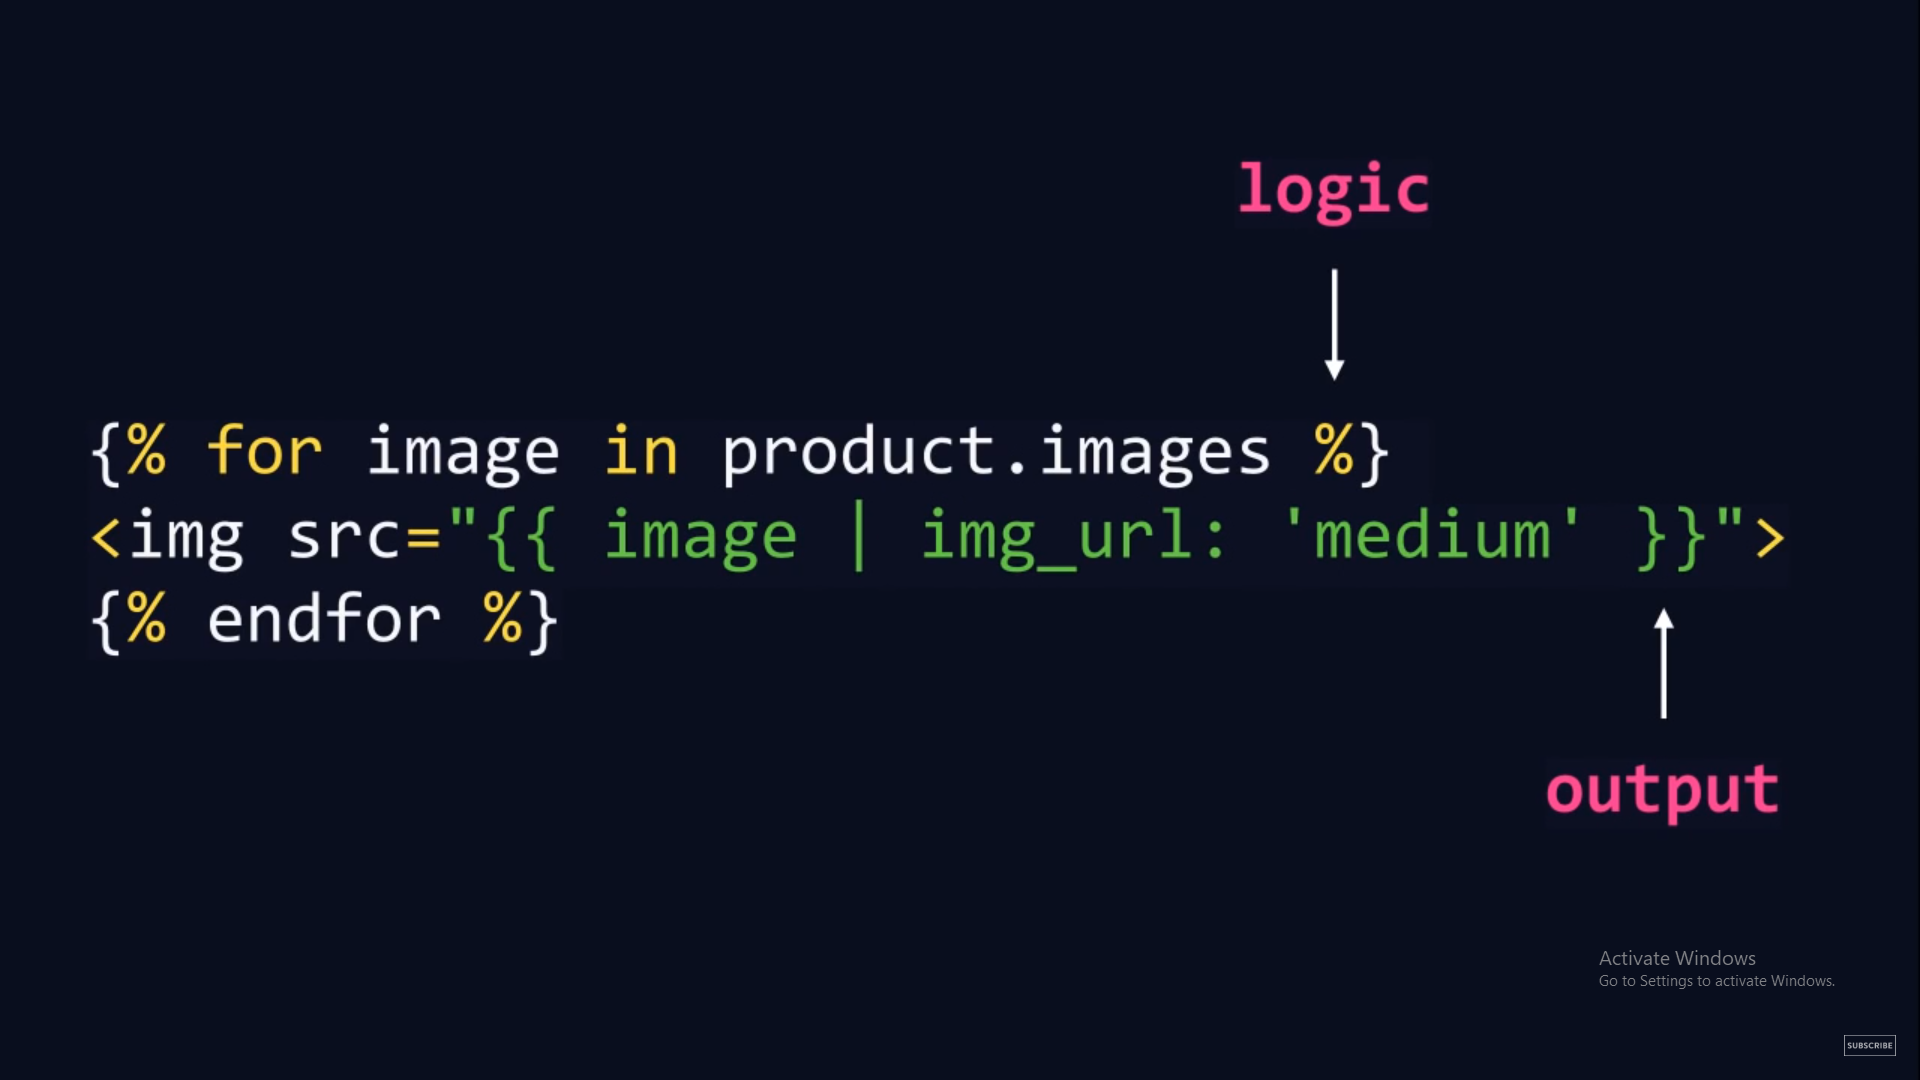 logic
{% for image in product.images %}
<img src="{{ image | img_url: 'medium' }}">
{% endfor %}
output
Activate Windows
Go to Settings to activate Windows.
SUBSCRIBE